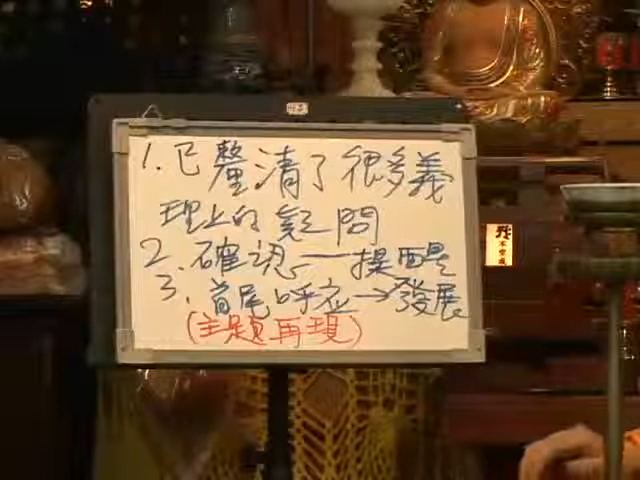 1. 已釐清了很多義
理上的疑問
2. 確認—提醒
3. 首尾呼应→發展
(主題再現)